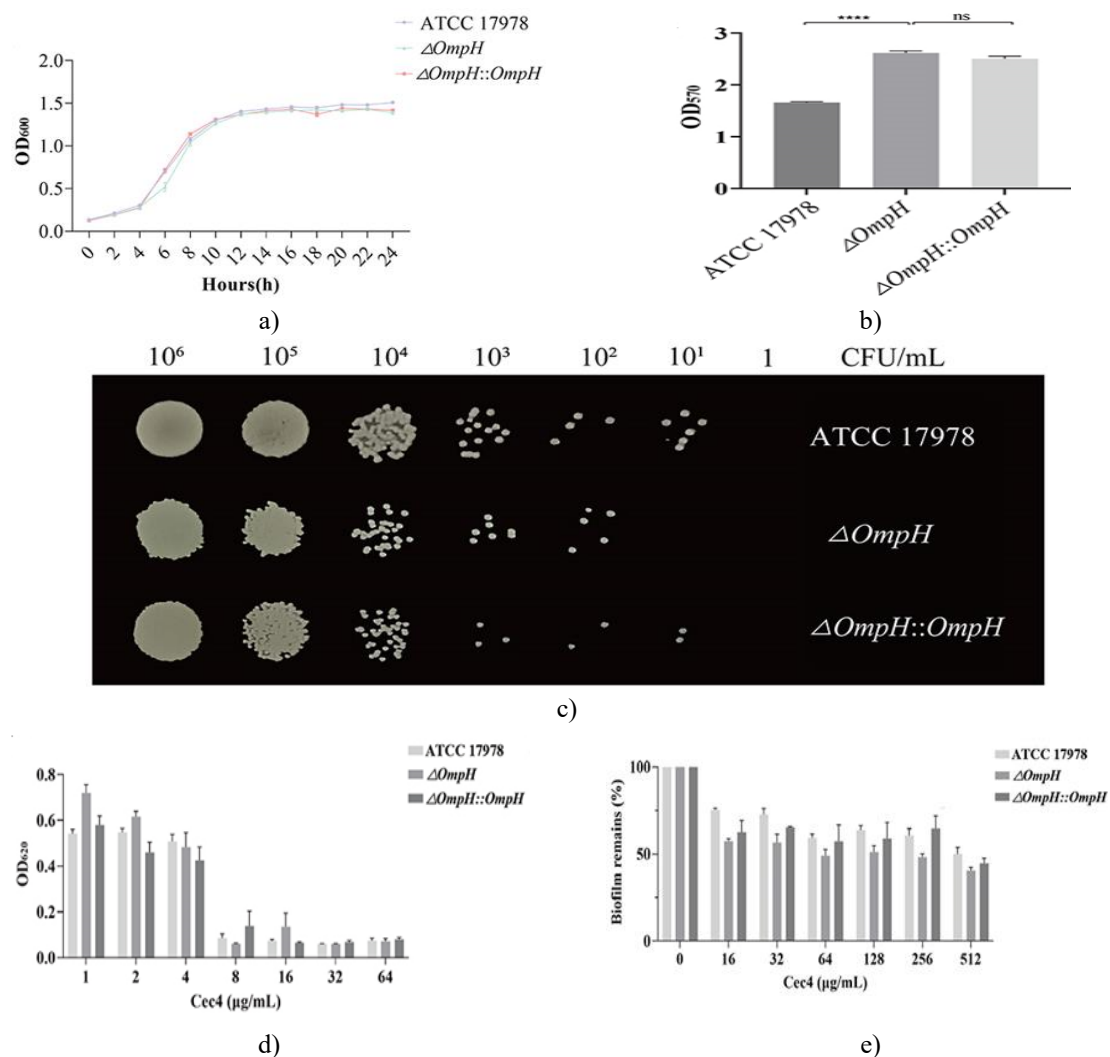 ATCC 17978
△OmpH
△OmpH::OmpH
2.0
1.5
1.0
0.5
0.0
OD600
0 2 4 6 8 10 12 14 16 18 20 22 24
Hours(h)
a)
**** ns
3
2
1
0
OD570
ATCC 17978
△OmpH
△OmpH::OmpH
b)
10⁶ 10⁵ 10⁴ 10³ 10² 10¹ 1 CFU/mL
ATCC 17978
△OmpH
△OmpH::OmpH
c)
ATCC 17978
△OmpH
△OmpH::OmpH
0.8
0.6
0.4
0.2
0.0
OD620
1 2 4 8 16 32 64
Cec4 (μg/mL)
d)
ATCC 17978
△OmpH
△OmpH::OmpH
100
50
0
Biofilm remains (%)
0 16 32 64 128 256 512
Cec4 (μg/mL)
e)